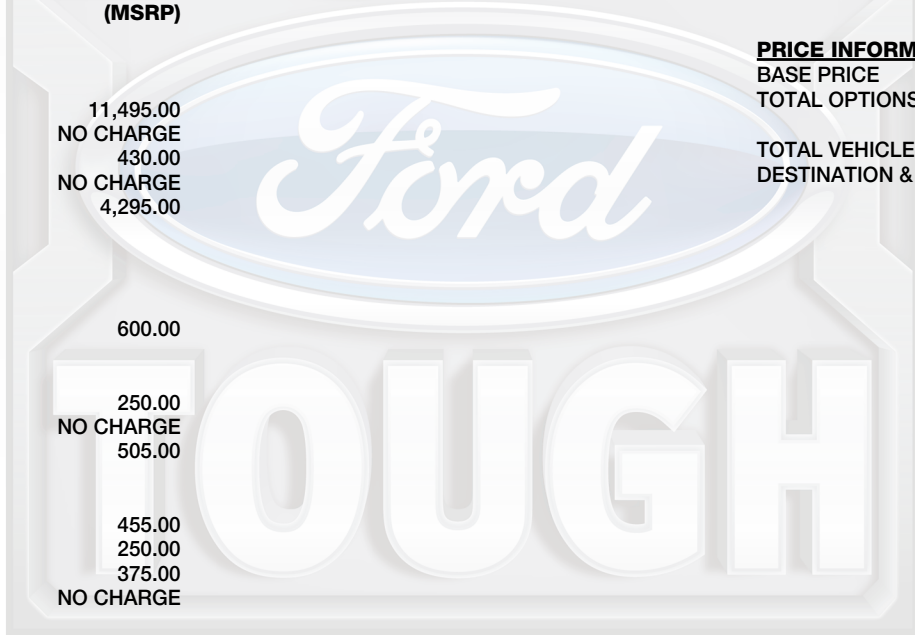 (MSRP)
11,495.00
NO CHARGE
430.00
NO CHARGE
4,295.00
600.00
250.00
NO CHARGE
505.00
455.00
250.00
375.00
NO CHARGE
PRICE INFORM
BASE PRICE
TOTAL OPTIONS
TOTAL VEHICLE
DESTINATION &
Ford
TOUGH